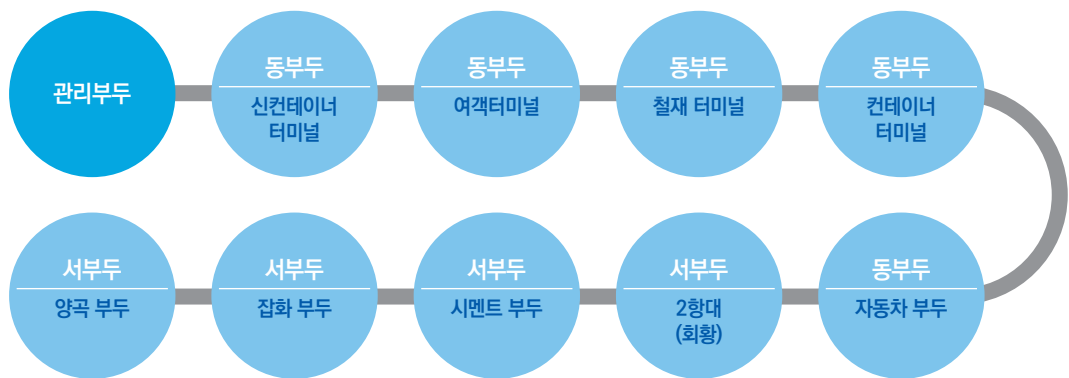 관리부두
동부두
신컨테이너
터미널
동부두
여객터미널
동부두
철재 터미널
동부두
컨테이너
터미널
서부두
양곡 부두
서부두
잡화 부두
서부두
시멘트 부두
서부두
2항대
(회황)
동부두
자동차 부두